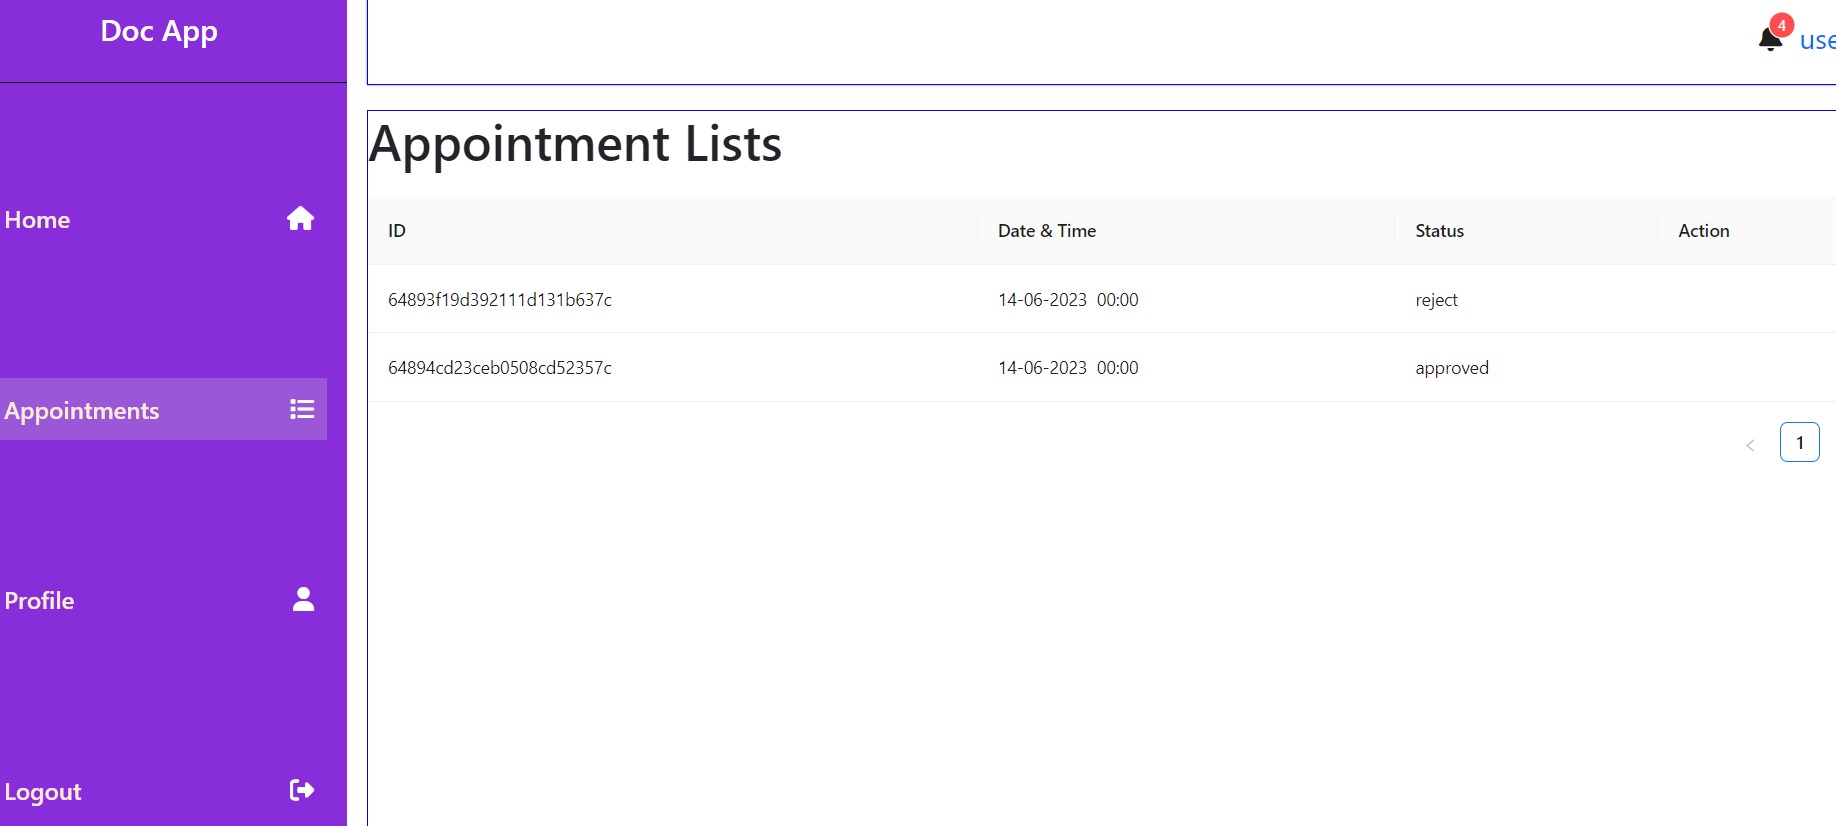 Doc App
Home
Appointments
Profile
Logout
4
use
Appointment Lists
ID Date & Time Status Action
64893f19d392111d131b637c 14-06-2023 00:00 reject
64894cd23ceb0508cd52357c 14-06-2023 00:00 approved
< 1